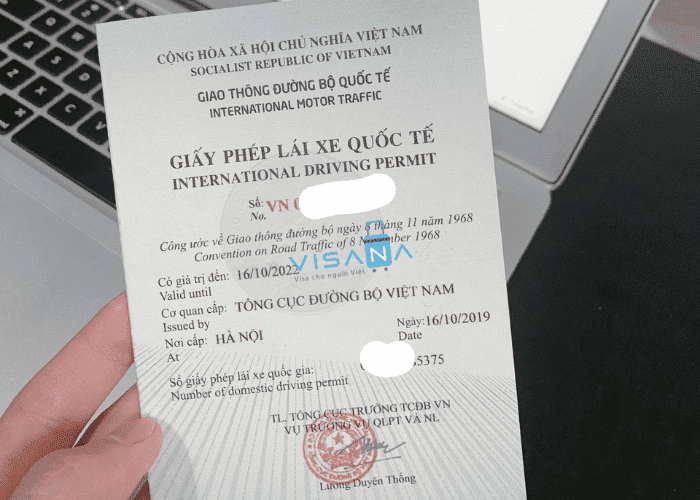 CỘNG HÒA XÃ HỘI CHỦ NGHĨA VIỆT NAM
SOCIALIST REPUBLIC OF VIETNAM
GIAO THÔNG ĐƯỜNG BỘ QUỐC TẾ
INTERNATIONAL MOTOR TRAFFIC
GIẤY PHÉP LÁI XE QUỐC TẾ
INTERNATIONAL DRIVING PERMIT
Số: VN
No.
Công ước về Giao thông đường bộ ngày 8 tháng 11 năm 1968
Convention on Road Traffic of 8 November 1968
VISANA
Visa cho người Việt
Có giá trị đến: 16/10/2022
Valid until
Cơ quan cấp: TỔNG CỤC ĐƯỜNG BỘ VIỆT NAM
Issued by
Nơi cấp: HÀ NỘI Ngày: 16/10/2019
At Date
Số giấy phép lái xe quốc gia: 5375
Number of domestic driving permit
TL. TỔNG CỤC TRƯỞNG TCĐB VN
VỤ TRƯỞNG VỤ QLPT VÀ NL
Lương Duyên Thống